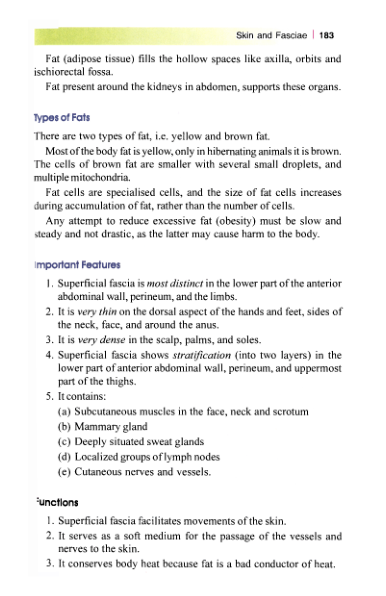 Skin and Fasciae | 183
Fat (adipose tissue) fills the hollow spaces like axilla, orbits and
ischiorectal fossa.
Fat present around the kidneys in abdomen, supports these organs.
Types of Fats
There are two types of fat, i.e. yellow and brown fat.
Most of the body fat is yellow, only in hibernating animals it is brown.
The cells of brown fat are smaller with several small droplets, and
multiple mitochondria.
Fat cells are specialised cells, and the size of fat cells increases
during accumulation of fat, rather than the number of cells.
Any attempt to reduce excessive fat (obesity) must be slow and
steady and not drastic, as the latter may cause harm to the body.
Important Features
1. Superficial fascia is most distinct in the lower part of the anterior
abdominal wall, perineum, and the limbs.
2. It is very thin on the dorsal aspect of the hands and feet, sides of
the neck, face, and around the anus.
3. It is very dense in the scalp, palms, and soles.
4. Superficial fascia shows stratification (into two layers) in the
lower part of anterior abdominal wall, perineum, and uppermost
part of the thighs.
5. It contains:
(a) Subcutaneous muscles in the face, neck and scrotum
(b) Mammary gland
(c) Deeply situated sweat glands
(d) Localized groups of lymph nodes
(e) Cutaneous nerves and vessels.
Functions
1. Superficial fascia facilitates movements of the skin.
2. It serves as a soft medium for the passage of the vessels and
nerves to the skin.
3. It conserves body heat because fat is a bad conductor of heat.